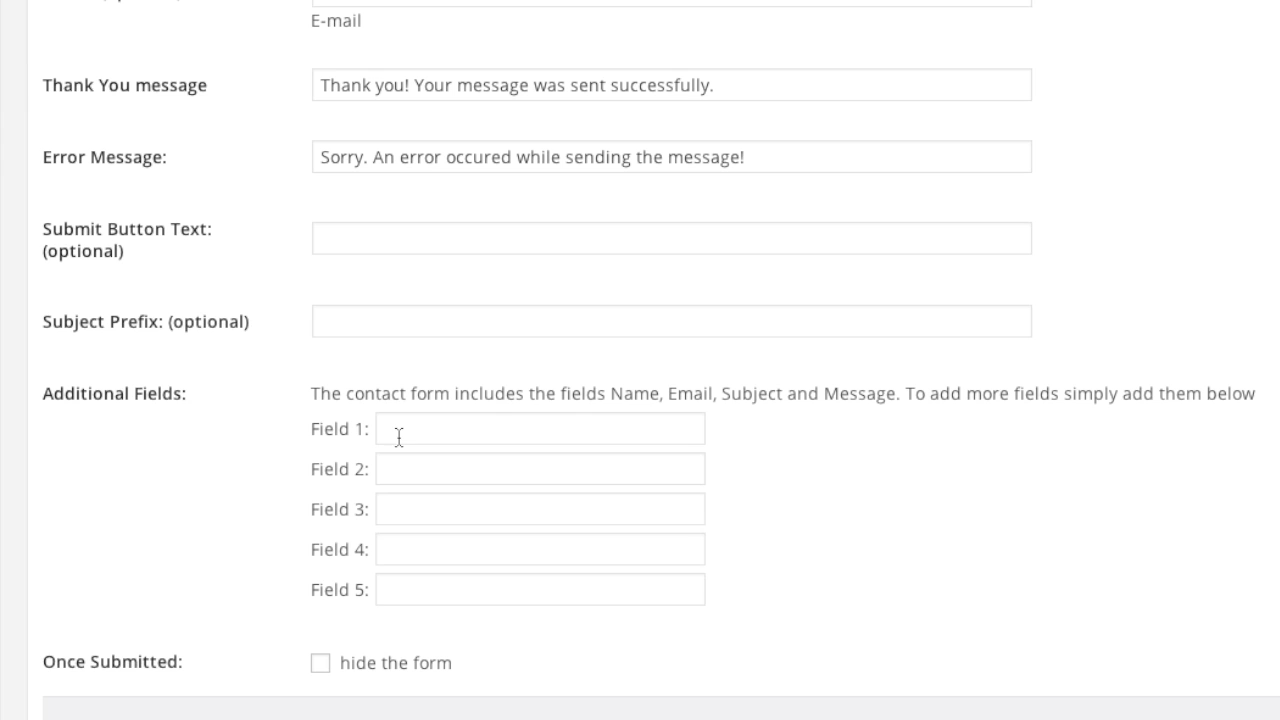 E-mail
Thank You message
Thank you! Your message was sent successfully.
Error Message:
Sorry. An error occured while sending the message!
Submit Button Text:
(optional)
Subject Prefix: (optional)
Additional Fields:
The contact form includes the fields Name, Email, Subject and Message. To add more fields simply add them below
Field 1:
Field 2:
Field 3:
Field 4:
Field 5:
Once Submitted:
hide the form